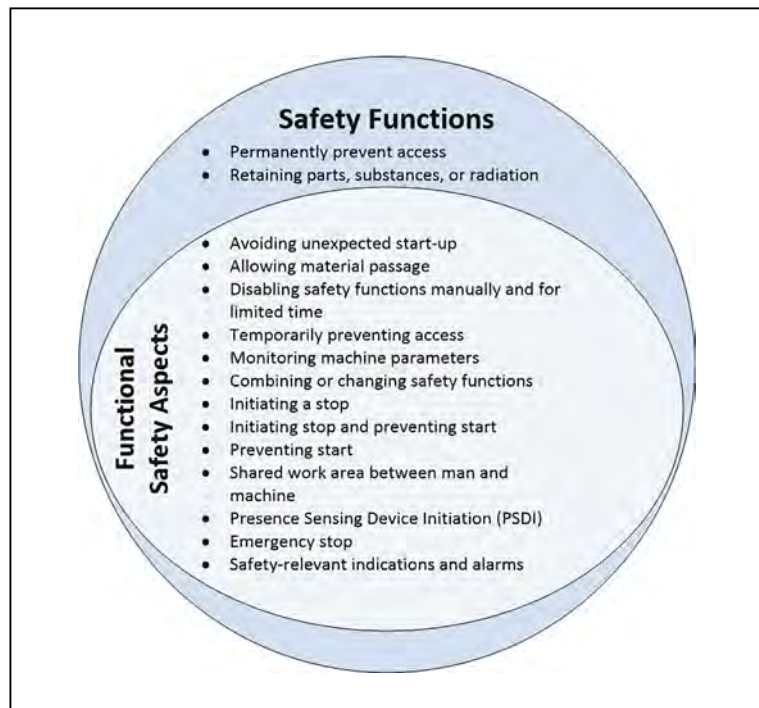 Safety Functions
• Permanently prevent access
• Retaining parts, substances, or radiation
Functional
Safety Aspects
• Avoiding unexpected start-up
• Allowing material passage
• Disabling safety functions manually and for
limited time
• Temporarily preventing access
• Monitoring machine parameters
• Combining or changing safety functions
• Initiating a stop
• Initiating stop and preventing start
• Preventing start
• Shared work area between man and
machine
• Presence Sensing Device Initiation (PSDI)
• Emergency stop
• Safety-relevant indications and alarms